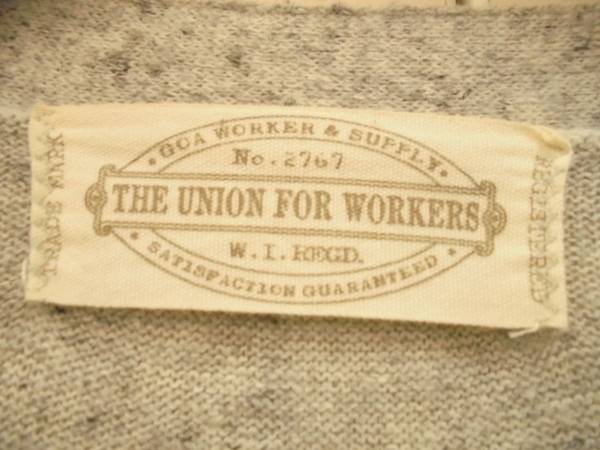 TRADE MARK
GOA WORKER & SUPPLY
No. 2767
THE UNION FOR WORKERS
W. I. REGD.
SATISFACTION GUARANTEED
REGISTERED